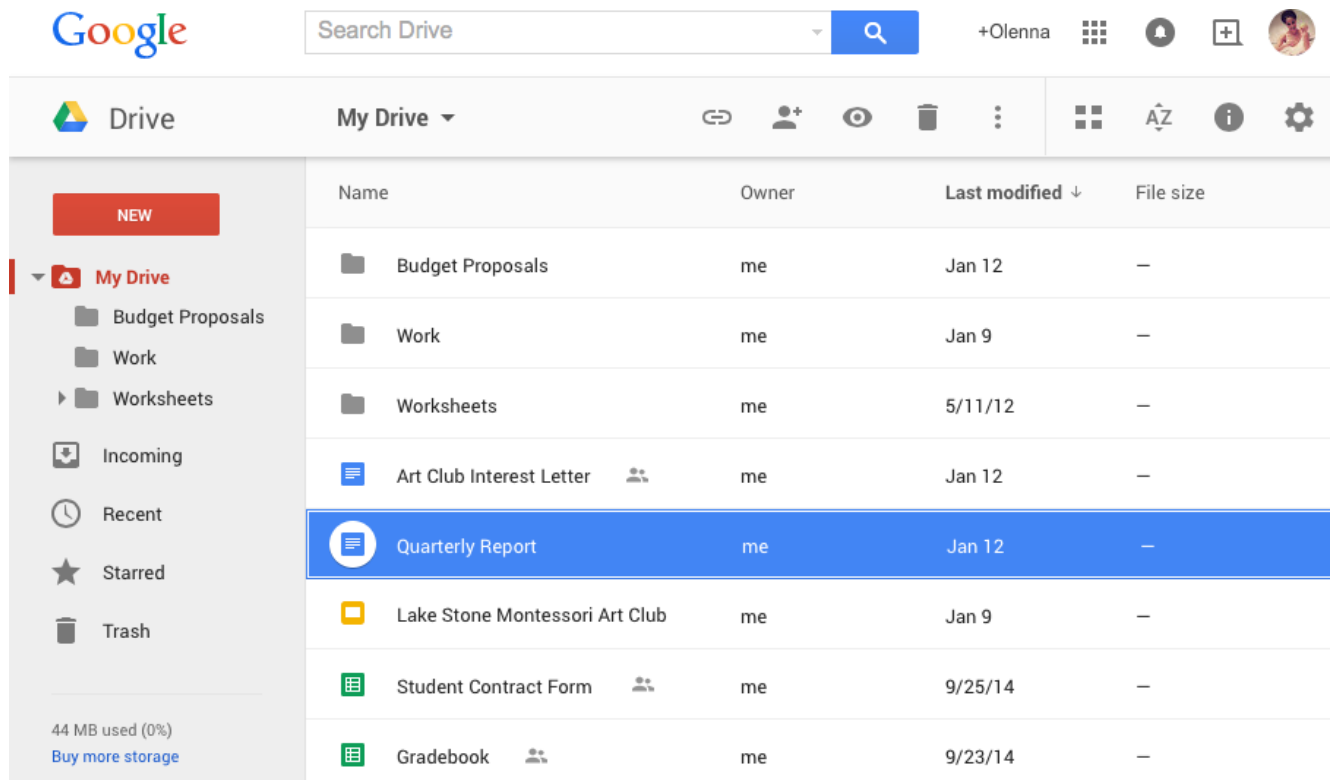 Google
Search Drive
+Olenna
Drive
My Drive
AZ
NEW
My Drive
Budget Proposals
Work
Worksheets
Incoming
Recent
Starred
Trash
44 MB used (0%)
Buy more storage
Name Owner Last modified ↓ File size
Budget Proposals me Jan 12 —
Work me Jan 9 —
Worksheets me 5/11/12 —
Art Club Interest Letter me Jan 12 —
Quarterly Report me Jan 12 —
Lake Stone Montessori Art Club me Jan 9 —
Student Contract Form me 9/25/14 —
Gradebook me 9/23/14 —